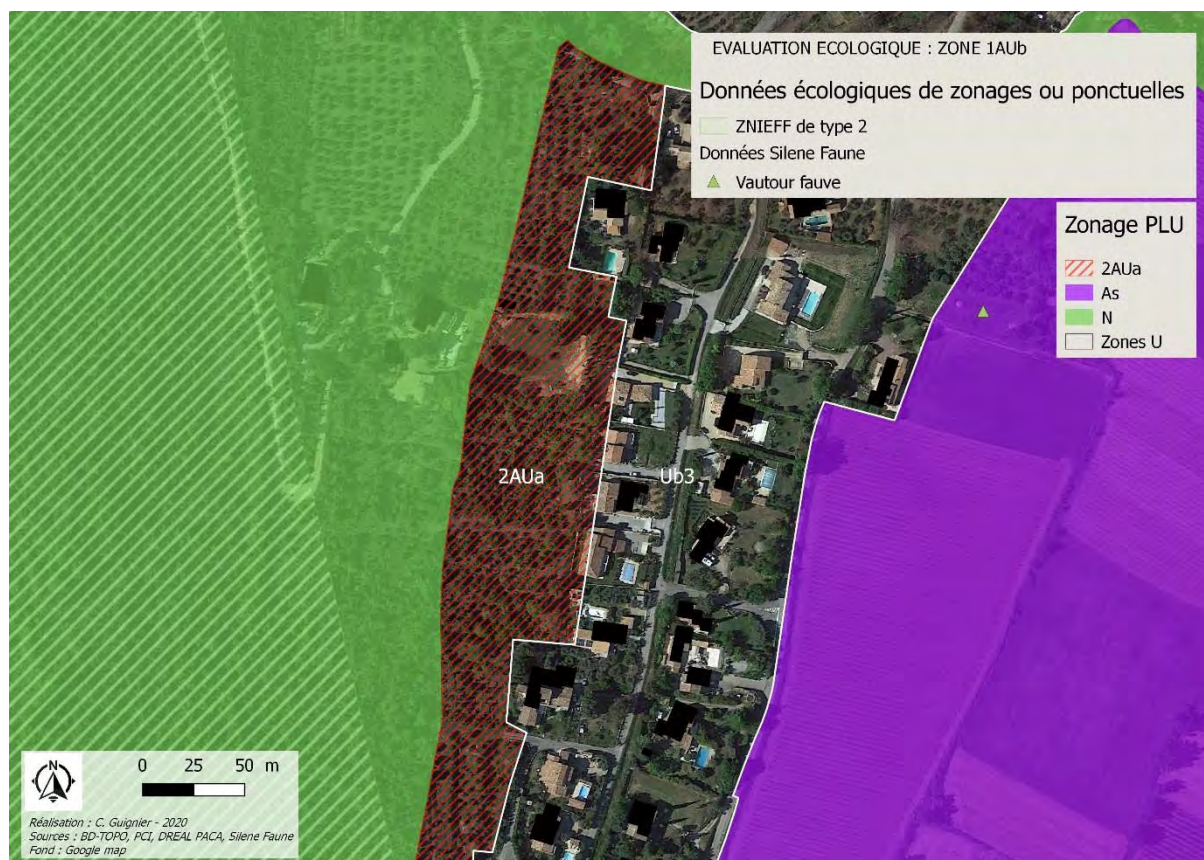 EVALUATION ECOLOGIQUE : ZONE 1AUb
Données écologiques de zonages ou ponctuelles
ZNIEFF de type 2
Données Silene Faune
Vautour fauve
Zonage PLU
2AUa
As
N
Zones U
2AUa
Ub3
N
0 25 50 m
Réalisation : C. Guignier - 2020
Sources : BD-TOPO, PCI, DREAL PACA, Silene Faune
Fond : Google map